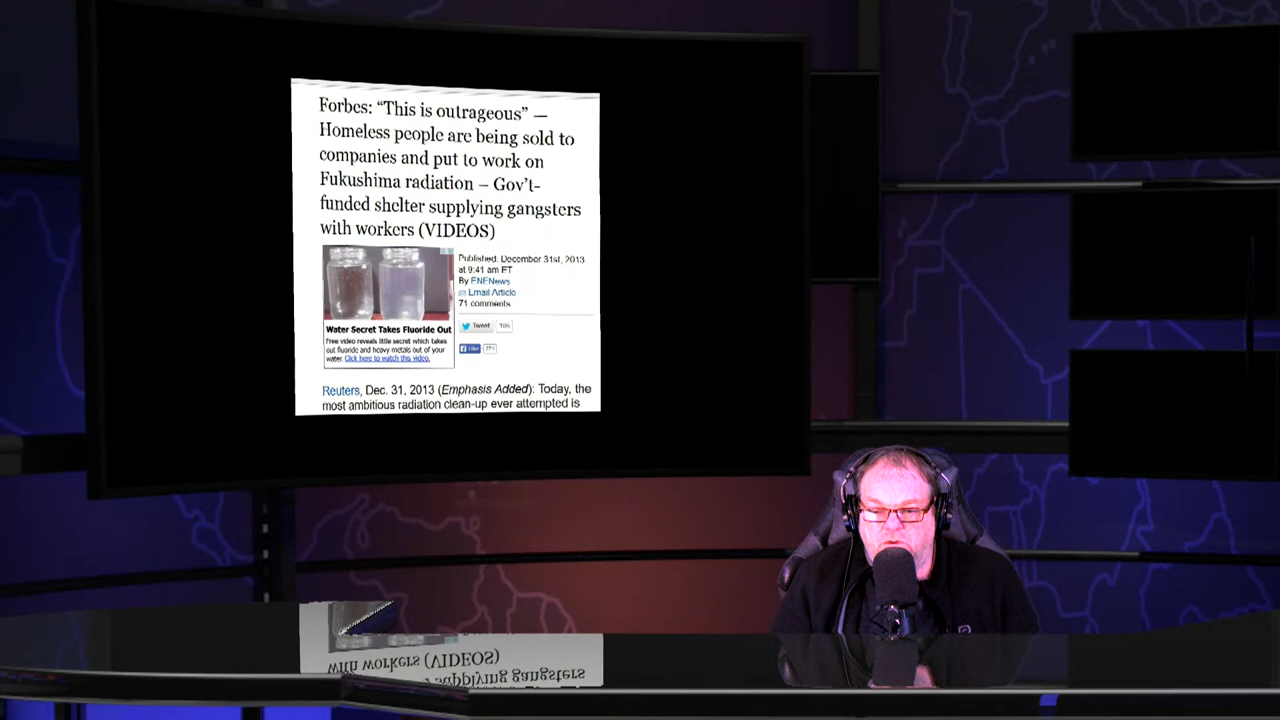 Forbes: “This is outrageous” —
Homeless people are being sold to
companies and put to work on
Fukushima radiation – Gov’t-
funded shelter supplying gangsters
with workers (VIDEOS)
Published: December 31st, 2013
at 9:41 am ET
By ENENews
Email Article
71 comments
Tweet
Water Secret Takes Fluoride Out
Free video reveals little secret which takes
out fluoride and heavy metals out of your
water. Click here to watch this video.
Reuters, Dec. 31, 2013 (Emphasis Added): Today, the
most ambitious radiation clean-up ever attempted is
with workers (VIDEOS)
supplying gangsters